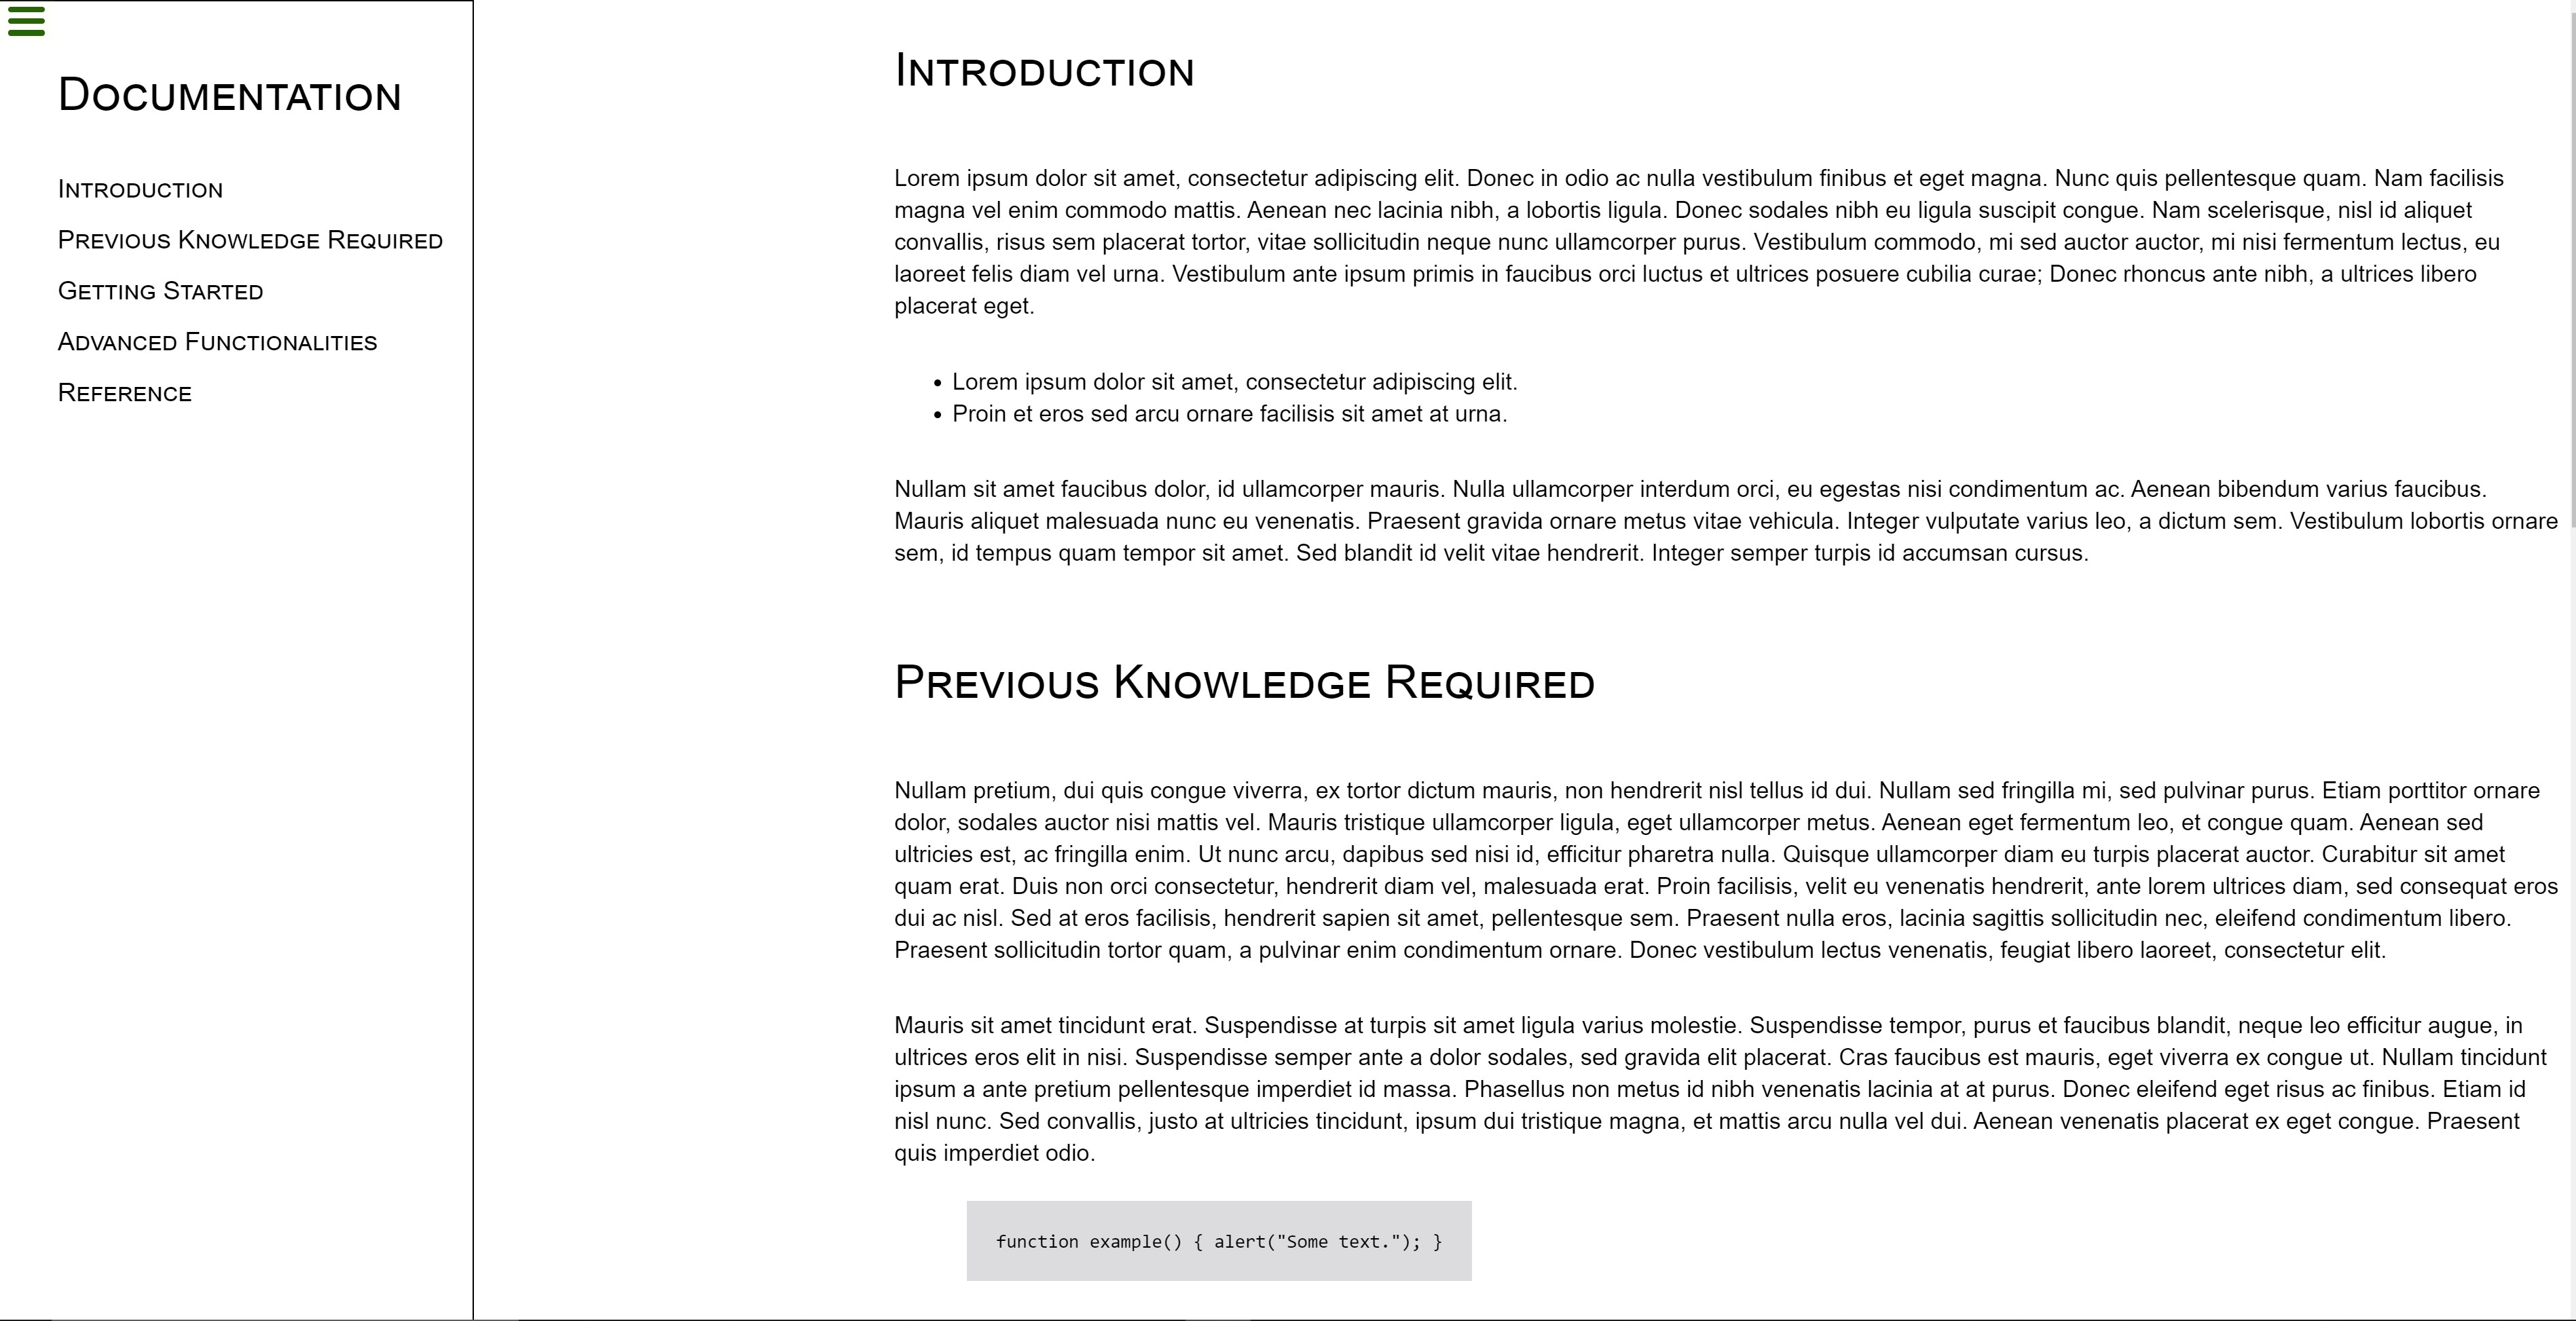 Documentation
Introduction
Previous Knowledge Required
Getting Started
Advanced Functionalities
Reference
Introduction
Lorem ipsum dolor sit amet, consectetur adipiscing elit. Donec in odio ac nulla vestibulum finibus et eget magna. Nunc quis pellentesque quam. Nam facilisis
magna vel enim commodo mattis. Aenean nec lacinia nibh, a lobortis ligula. Donec sodales nibh eu ligula suscipit congue. Nam scelerisque, nisl id aliquet
convallis, risus sem placerat tortor, vitae sollicitudin neque nunc ullamcorper purus. Vestibulum commodo, mi sed auctor auctor, mi nisi fermentum lectus, eu
laoreet felis diam vel urna. Vestibulum ante ipsum primis in faucibus orci luctus et ultrices posuere cubilia curae; Donec rhoncus ante nibh, a ultrices libero
placerat eget.
• Lorem ipsum dolor sit amet, consectetur adipiscing elit.
• Proin et eros sed arcu ornare facilisis sit amet at urna.
Nullam sit amet faucibus dolor, id ullamcorper mauris. Nulla ullamcorper interdum orci, eu egestas nisi condimentum ac. Aenean bibendum varius faucibus.
Mauris aliquet malesuada nunc eu venenatis. Praesent gravida ornare metus vitae vehicula. Integer vulputate varius leo, a dictum sem. Vestibulum lobortis ornare
sem, id tempus quam tempor sit amet. Sed blandit id velit vitae hendrerit. Integer semper turpis id accumsan cursus.
Previous Knowledge Required
Nullam pretium, dui quis congue viverra, ex tortor dictum mauris, non hendrerit nisl tellus id dui. Nullam sed fringilla mi, sed pulvinar purus. Etiam porttitor ornare
dolor, sodales auctor nisi mattis vel. Mauris tristique ullamcorper ligula, eget ullamcorper metus. Aenean eget fermentum leo, et congue quam. Aenean sed
ultricies est, ac fringilla enim. Ut nunc arcu, dapibus sed nisi id, efficitur pharetra nulla. Quisque ullamcorper diam eu turpis placerat auctor. Curabitur sit amet
quam erat. Duis non orci consectetur, hendrerit diam vel, malesuada erat. Proin facilisis, velit eu venenatis hendrerit, ante lorem ultrices diam, sed consequat eros
dui ac nisl. Sed at eros facilisis, hendrerit sapien sit amet, pellentesque sem. Praesent nulla eros, lacinia sagittis sollicitudin nec, eleifend condimentum libero.
Praesent sollicitudin tortor quam, a pulvinar enim condimentum ornare. Donec vestibulum lectus venenatis, feugiat libero laoreet, consectetur elit.
Mauris sit amet tincidunt erat. Suspendisse at turpis sit amet ligula varius molestie. Suspendisse tempor, purus et faucibus blandit, neque leo efficitur augue, in
ultrices eros elit in nisi. Suspendisse semper ante a dolor sodales, sed gravida elit placerat. Cras faucibus est mauris, eget viverra ex congue ut. Nullam tincidunt
ipsum a ante pretium pellentesque imperdiet id massa. Phasellus non metus id nibh venenatis lacinia at at purus. Donec eleifend eget risus ac finibus. Etiam id
nisl nunc. Sed convallis, justo at ultricies tincidunt, ipsum dui tristique magna, et mattis arcu nulla vel dui. Aenean venenatis placerat ex eget congue. Praesent
quis imperdiet odio.
function example() { alert("Some text."); }